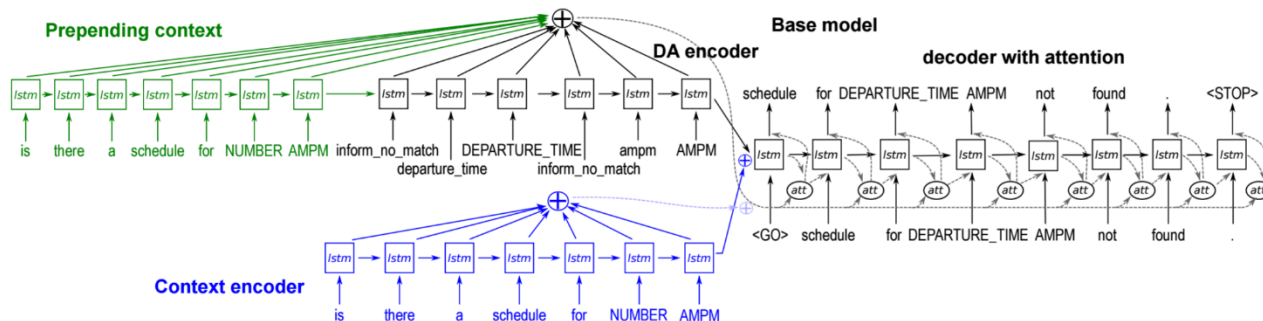 Prepending context
Base model
DA encoder
decoder with attention
lstm lstm lstm lstm lstm lstm lstm lstm lstm lstm lstm lstm lstm
schedule for DEPARTURE_TIME AMPM not found . <STOP>
is there a schedule for NUMBER AMPM
inform_no_match DEPARTURE_TIME ampm AMPM
departure_time inform_no_match
lstm lstm lstm lstm lstm lstm lstm lstm
att att att att att att att att
<GO> schedule for DEPARTURE_TIME AMPM not found .
lstm lstm lstm lstm lstm lstm lstm
Context encoder
is there a schedule for NUMBER AMPM